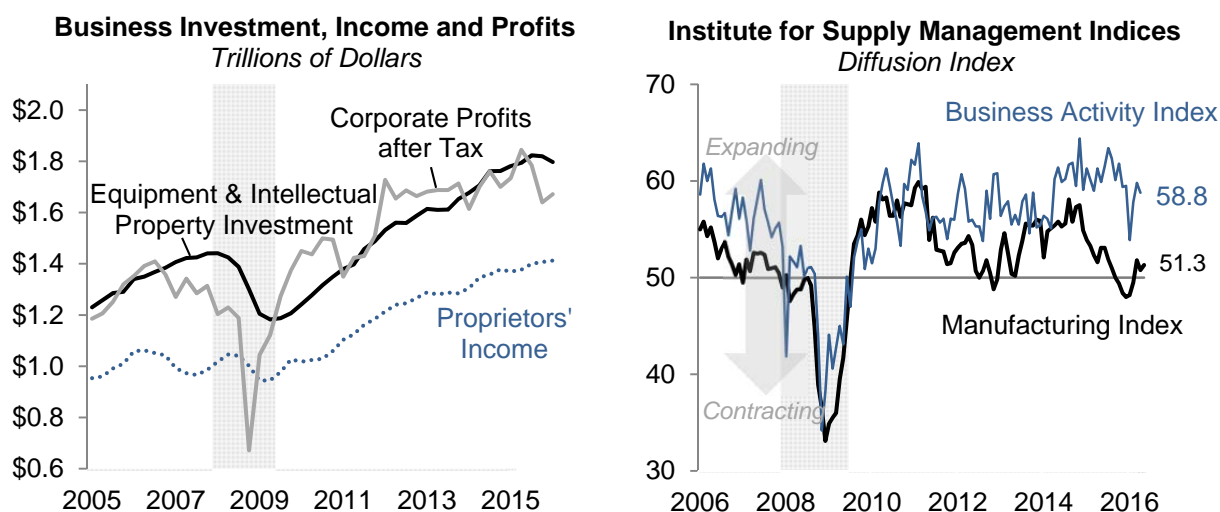 Business Investment, Income and Profits
Trillions of Dollars
$2.0
$1.8
$1.6
$1.4
$1.2
$1.0
$0.8
$0.6
Corporate Profits
after Tax
Equipment & Intellectual
Property Investment
Proprietors'
Income
2005 2007 2009 2011 2013 2015
Institute for Supply Management Indices
Diffusion Index
70
60
50
40
30
Business Activity Index
Expanding
58.8
51.3
Manufacturing Index
Contracting
2006 2008 2010 2012 2014 2016